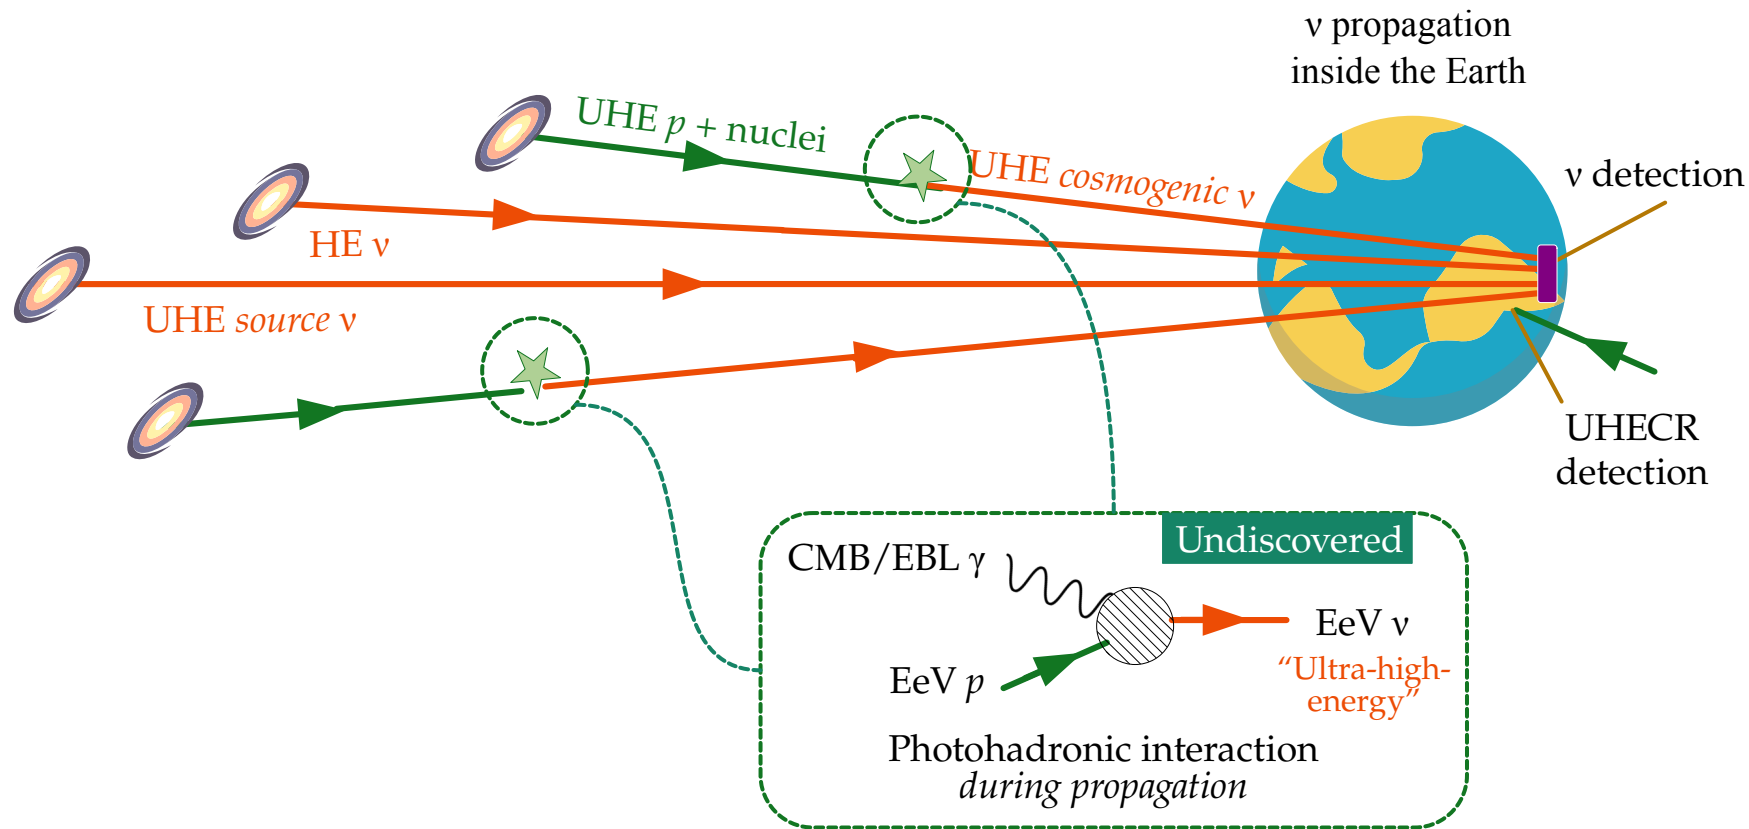 ν propagation
inside the Earth
UHE p + nuclei
UHE cosmogenic ν
ν detection
HE ν
UHE source ν
UHECR
detection
Undiscovered
CMB/EBL γ
EeV ν
“Ultra-high-
energy”
EeV p
Photohadronic interaction
during propagation